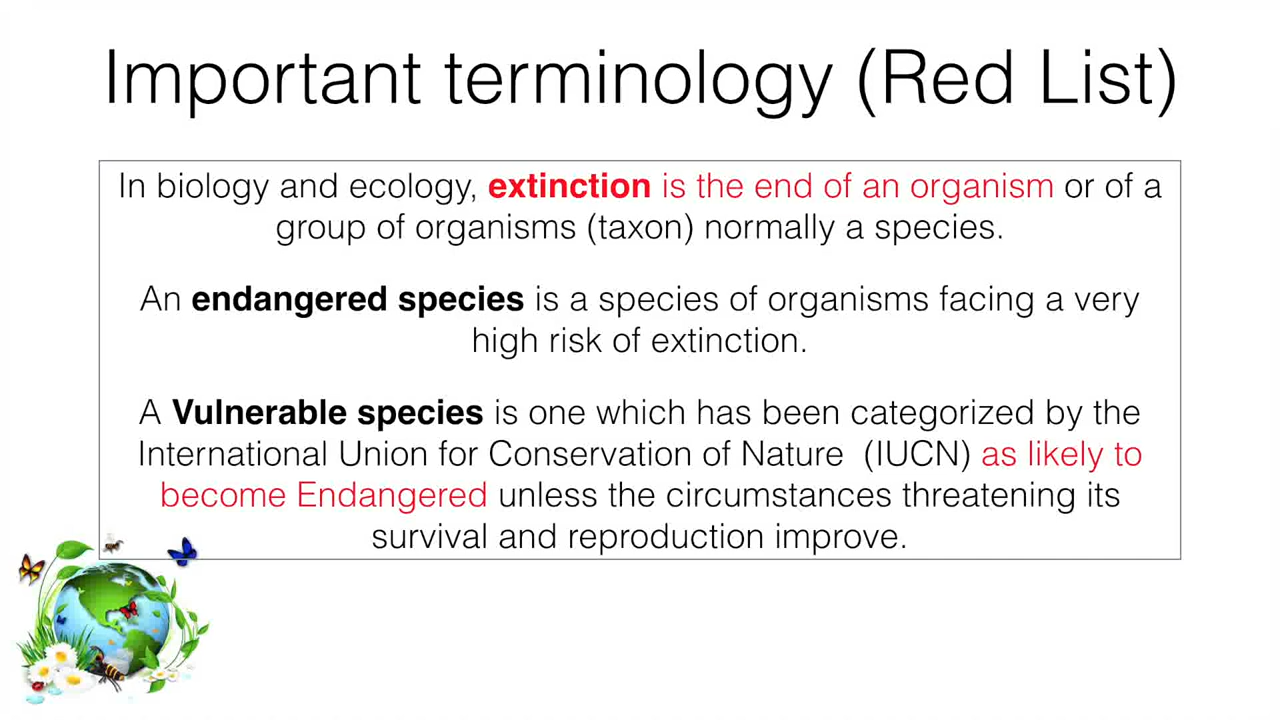 Important terminology (Red List)
In biology and ecology, extinction is the end of an organism or of a
group of organisms (taxon) normally a species.
An endangered species is a species of organisms facing a very
high risk of extinction.
A Vulnerable species is one which has been categorized by the
International Union for Conservation of Nature  (IUCN) as likely to
become Endangered unless the circumstances threatening its
survival and reproduction improve.